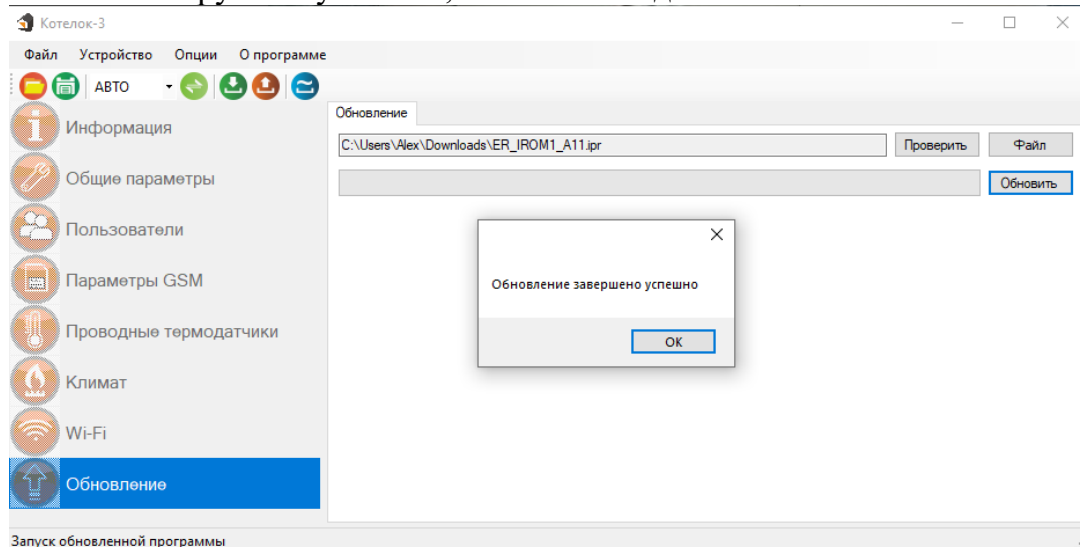 Котелок-3
Файл Устройство Опции О программе
АВТО
Информация
Общие параметры
Пользователи
Параметры GSM
Проводные термодатчики
Климат
Wi-Fi
Обновление
Обновление
C:\Users\Alex\Downloads\ER_IROM1_A11.ipr
Проверить
Файл
Обновить
Обновление завершено успешно
OK
Запуск обновленной программы